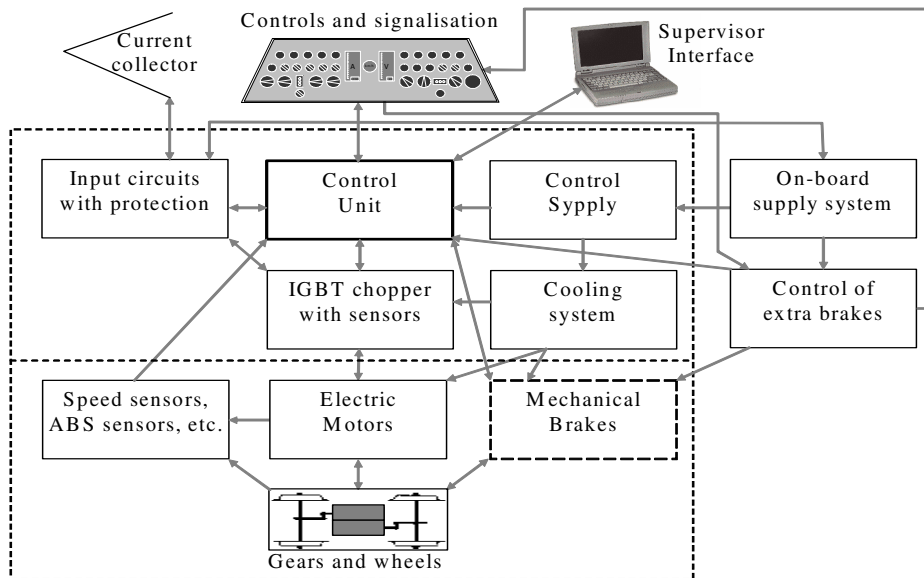 Controls and signalisation
Current
collector
Supervisor
Interface
A
V
Input circuits
with protection
Control
Unit
Control
Sypply
On-board
supply system
IGBT chopper
with sensors
Cooling
system
Control of
extra brakes
Speed sensors,
ABS sensors, etc.
Electric
Motors
Mechanical
Brakes
Gears and wheels